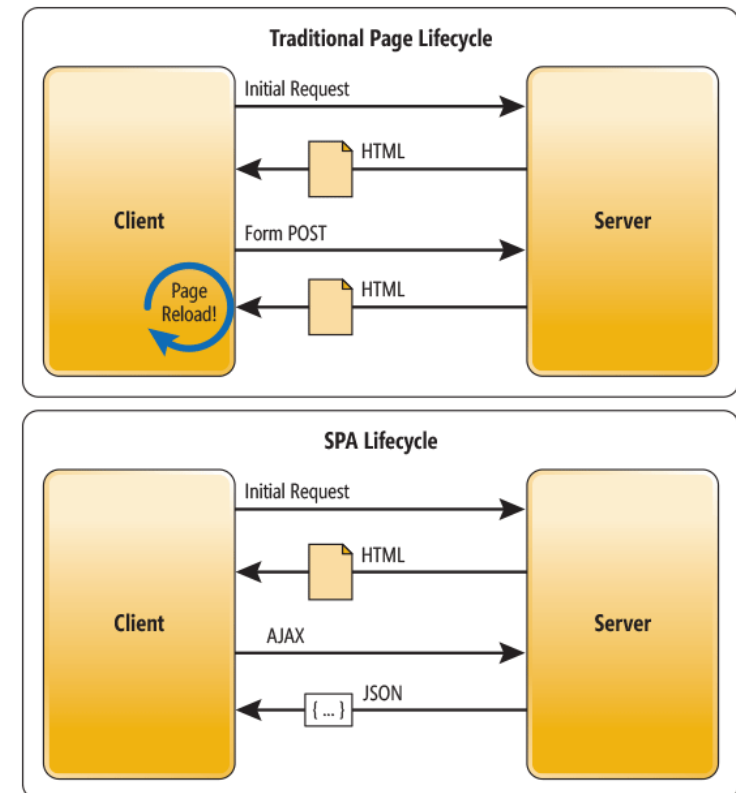 Traditional Page Lifecycle
Initial Request
HTML
Client
Server
Form POST
HTML
Page
Reload!
SPA Lifecycle
Initial Request
HTML
Client
Server
AJAX
JSON
{ ... }